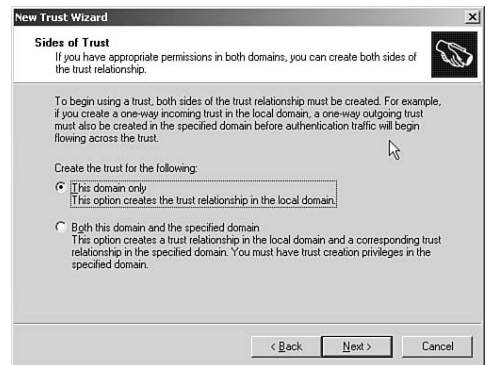 New Trust Wizard
Sides of Trust
If you have appropriate permissions in both domains, you can create both sides of
the trust relationship.
To begin using a trust, both sides of the trust relationship must be created. For example,
if you create a one-way incoming trust in the local domain, a one-way outgoing trust
must also be created in the specified domain before authentication traffic will begin
flowing across the trust.
Create the trust for the following:
This domain only
This option creates the trust relationship in the local domain.
Both this domain and the specified domain
This option creates a trust relationship in the local domain and a corresponding trust
relationship in the specified domain. You must have trust creation privileges in the
specified domain.
< Back Next > Cancel